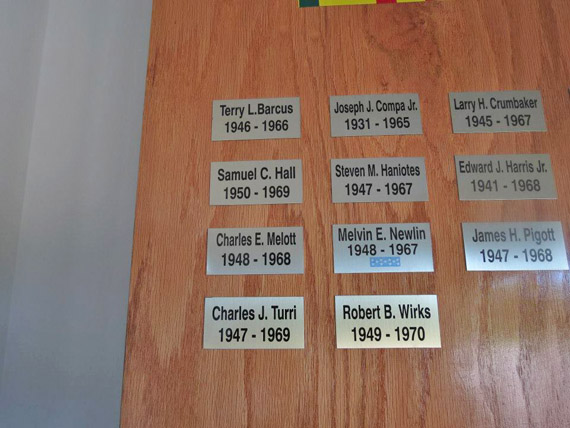 Terry L.Barcus
1946 - 1966
Joseph J. Compa Jr.
1931 - 1965
Larry H. Crumbaker
1945 - 1967
Samuel C. Hall
1950 - 1969
Steven M. Haniotes
1947 - 1967
Edward J. Harris Jr.
1941 - 1968
Charles E. Melott
1948 - 1968
Melvin E. Newlin
1948 - 1967
James H. Pigott
1947 - 1968
Charles J. Turri
1947 - 1969
Robert B. Wirks
1949 - 1970